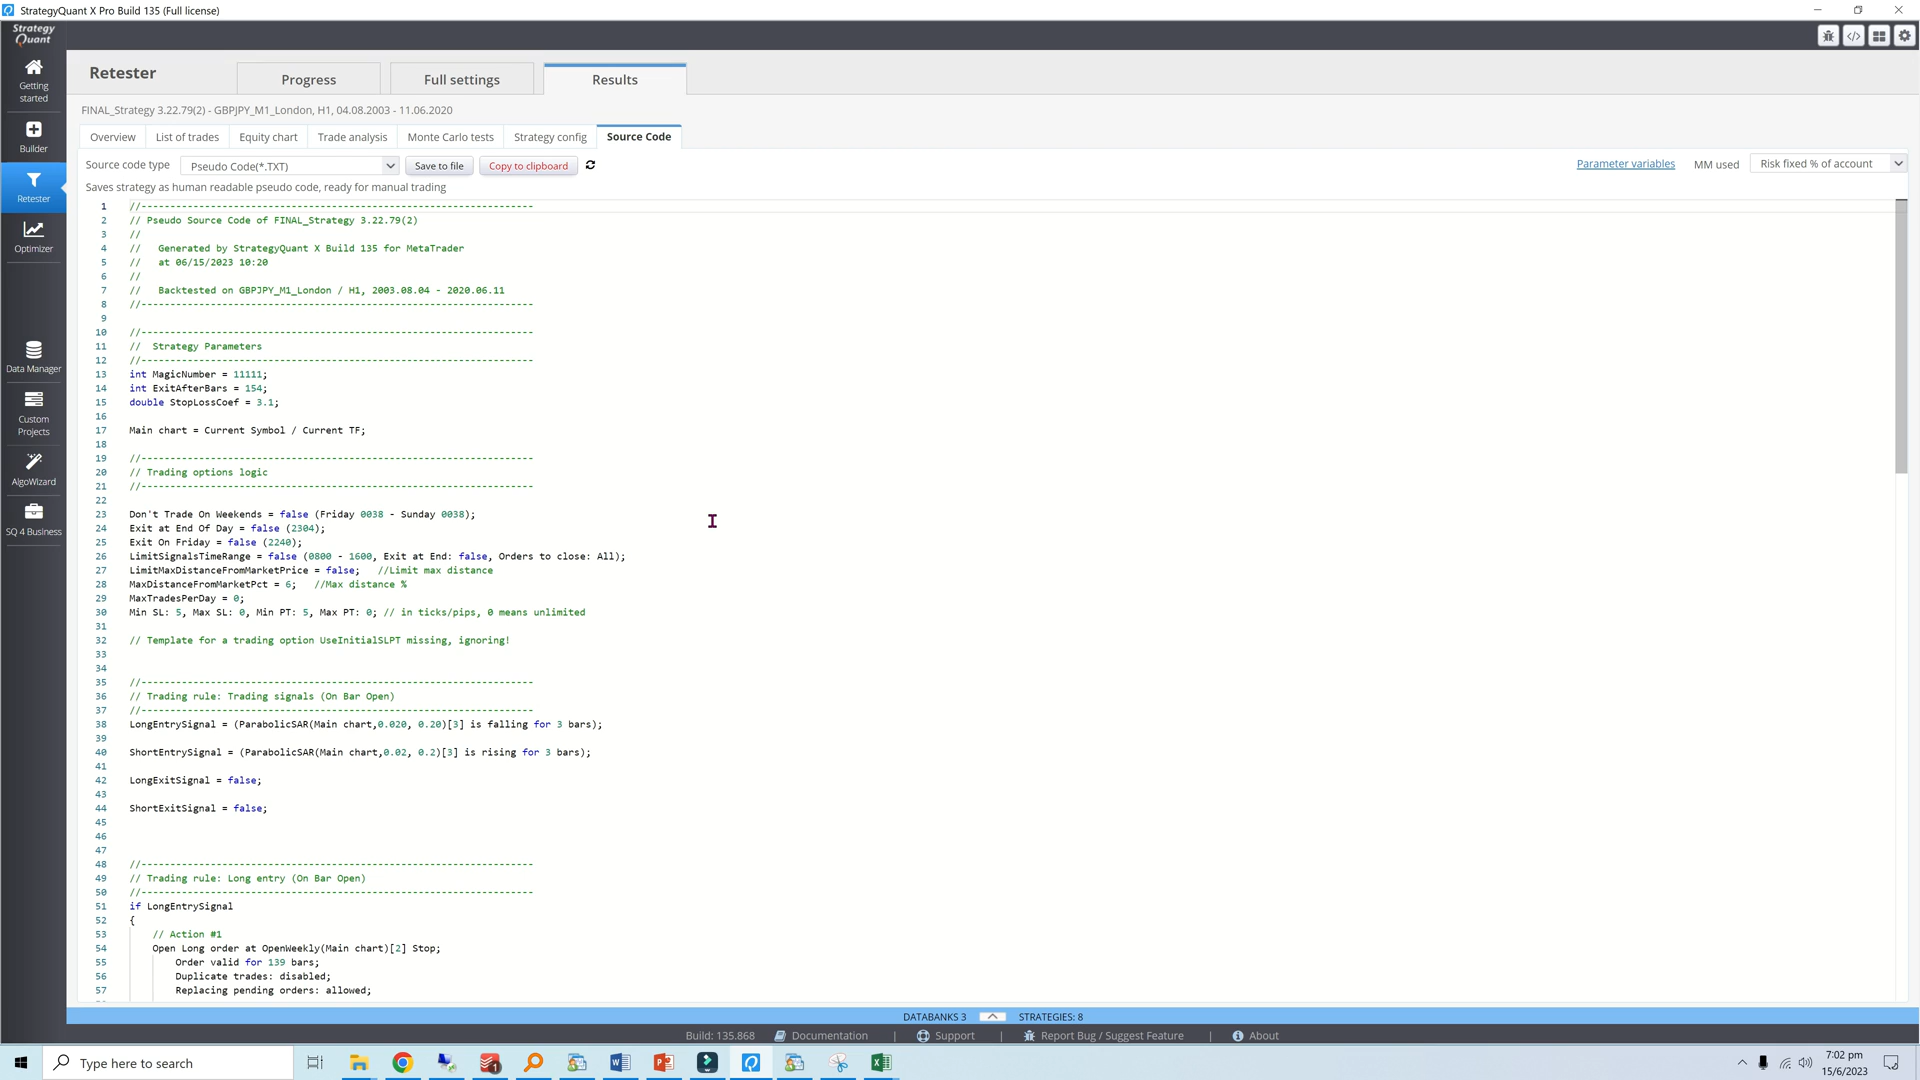 StrategyQuant X Pro Build 135 (Full license)
Strategy
Quant
Getting
started
Builder
Retester
Optimizer
Data Manager
Custom
Projects
AlgoWizard
SQ 4 Business
Retester
Progress
Full settings
Results
FINAL_Strategy 3.22.79(2) - GBPJPY_M1_London, H1, 04.08.2003 - 11.06.2020
Overview
List of trades
Equity chart
Trade analysis
Monte Carlo tests
Strategy config
Source Code
Source code type
Pseudo Code(*.TXT)
Save to file
Copy to clipboard
Parameter variables
MM used
Risk fixed % of account
Saves strategy as human readable pseudo code, ready for manual trading
1 //--------------------------------------------------------------------
2 // Pseudo Source Code of FINAL_Strategy 3.22.79(2)
3 //
4 //   Generated by StrategyQuant X Build 135 for MetaTrader
5 //   at 06/15/2023 10:20
6 //
7 //   Backtested on GBPJPY_M1_London / H1, 2003.08.04 - 2020.06.11
8 //--------------------------------------------------------------------
9
10 //--------------------------------------------------------------------
11 //  Strategy Parameters
12 //--------------------------------------------------------------------
13 int MagicNumber = 11111;
14 int ExitAfterBars = 154;
15 double StopLossCoef = 3.1;
16
17 Main chart = Current Symbol / Current TF;
18
19 //--------------------------------------------------------------------
20 // Trading options logic
21 //--------------------------------------------------------------------
22
23 Don't Trade On Weekends = false (Friday 0038 - Sunday 0038);
24 Exit at End Of Day = false (2304);
25 Exit On Friday = false (2240);
26 LimitSignalsTimeRange = false (0800 - 1600, Exit at End: false, Orders to close: All);
27 LimitMaxDistanceFromMarketPrice = false;   //Limit max distance
28 MaxDistanceFromMarketPct = 6;   //Max distance %
29 MaxTradesPerDay = 0;
30 Min SL: 5, Max SL: 0, Min PT: 5, Max PT: 0; // in ticks/pips, 0 means unlimited
31
32 // Template for a trading option UseInitialSLPT missing, ignoring!
33
34
35 //--------------------------------------------------------------------
36 // Trading rule: Trading signals (On Bar Open)
37 //--------------------------------------------------------------------
38 LongEntrySignal = (ParabolicSAR(Main chart,0.020, 0.20)[3] is falling for 3 bars);
39
40 ShortEntrySignal = (ParabolicSAR(Main chart,0.02, 0.2)[3] is rising for 3 bars);
41
42 LongExitSignal = false;
43
44 ShortExitSignal = false;
45
46
47
48 //--------------------------------------------------------------------
49 // Trading rule: Long entry (On Bar Open)
50 //--------------------------------------------------------------------
51 if LongEntrySignal
52 {
53     // Action #1
54     Open Long order at OpenWeekly(Main chart)[2] Stop;
55         Order valid for 139 bars;
56         Duplicate trades: disabled;
57         Replacing pending orders: allowed;
DATABANKS 3
STRATEGIES: 8
Build: 135.868
Documentation
|
Support
|
Report Bug / Suggest Feature
|
About
Type here to search
7:02 pm
15/6/2023